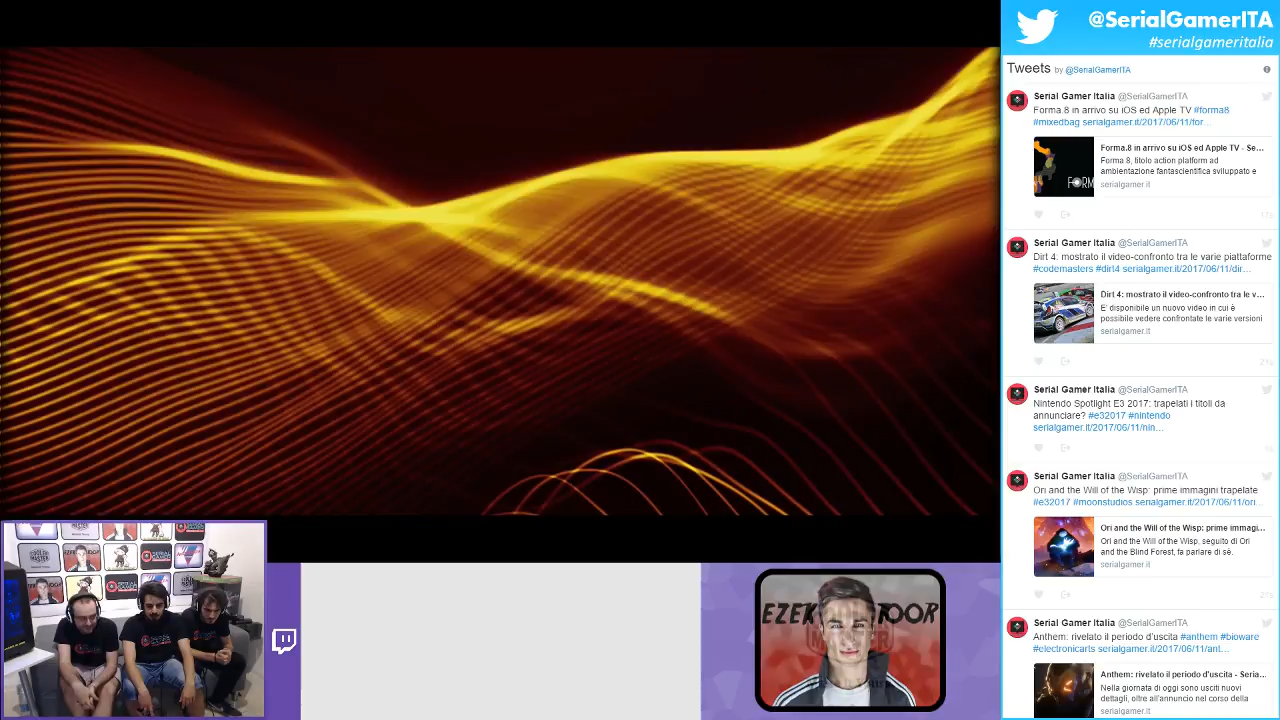 @SerialGamerITA
#serialgameritalia
Tweets by @SerialGamerITA
Serial Gamer Italia @SerialGamerITA
Forma.8 in arrivo su iOS ed Apple TV #forma8
#mixedbag serialgamer.it/2017/06/11/for...
Forma.8 in arrivo su iOS ed Apple TV - Se...
Forma 8, titolo action platform ad
ambientazione fantascientifica sviluppato e
serialgamer.it
Serial Gamer Italia @SerialGamerITA
Dirt 4: mostrato il video-confronto tra le varie piattaforme
#codemasters #dirt4 serialgamer.it/2017/06/11/dir...
Dirt 4: mostrato il video-confronto tra le v...
E' disponibile un nuovo video in cui è
possibile vedere confrontate le varie versioni
serialgamer.it
Serial Gamer Italia @SerialGamerITA
Nintendo Spotlight E3 2017: trapelati i titoli da
annunciare? #e32017 #nintendo
serialgamer.it/2017/06/11/nin...
Serial Gamer Italia @SerialGamerITA
Ori and the Will of the Wisp: prime immagini trapelate
#e32017 #moonstudios serialgamer.it/2017/06/11/ori...
Ori and the Will of the Wisp: prime immagi...
Ori and the Will of the Wisp, seguito di Ori
and the Blind Forest, fa parlare di sè.
serialgamer.it
Serial Gamer Italia @SerialGamerITA
Anthem: rivelato il periodo d'uscita #anthem #bioware
#electronicarts serialgamer.it/2017/06/11/ant...
Anthem: rivelato il periodo d'uscita - Seria...
Nella giornata di oggi sono usciti nuovi
dettagli, oltre all'annuncio nel corso della
serialgamer.it